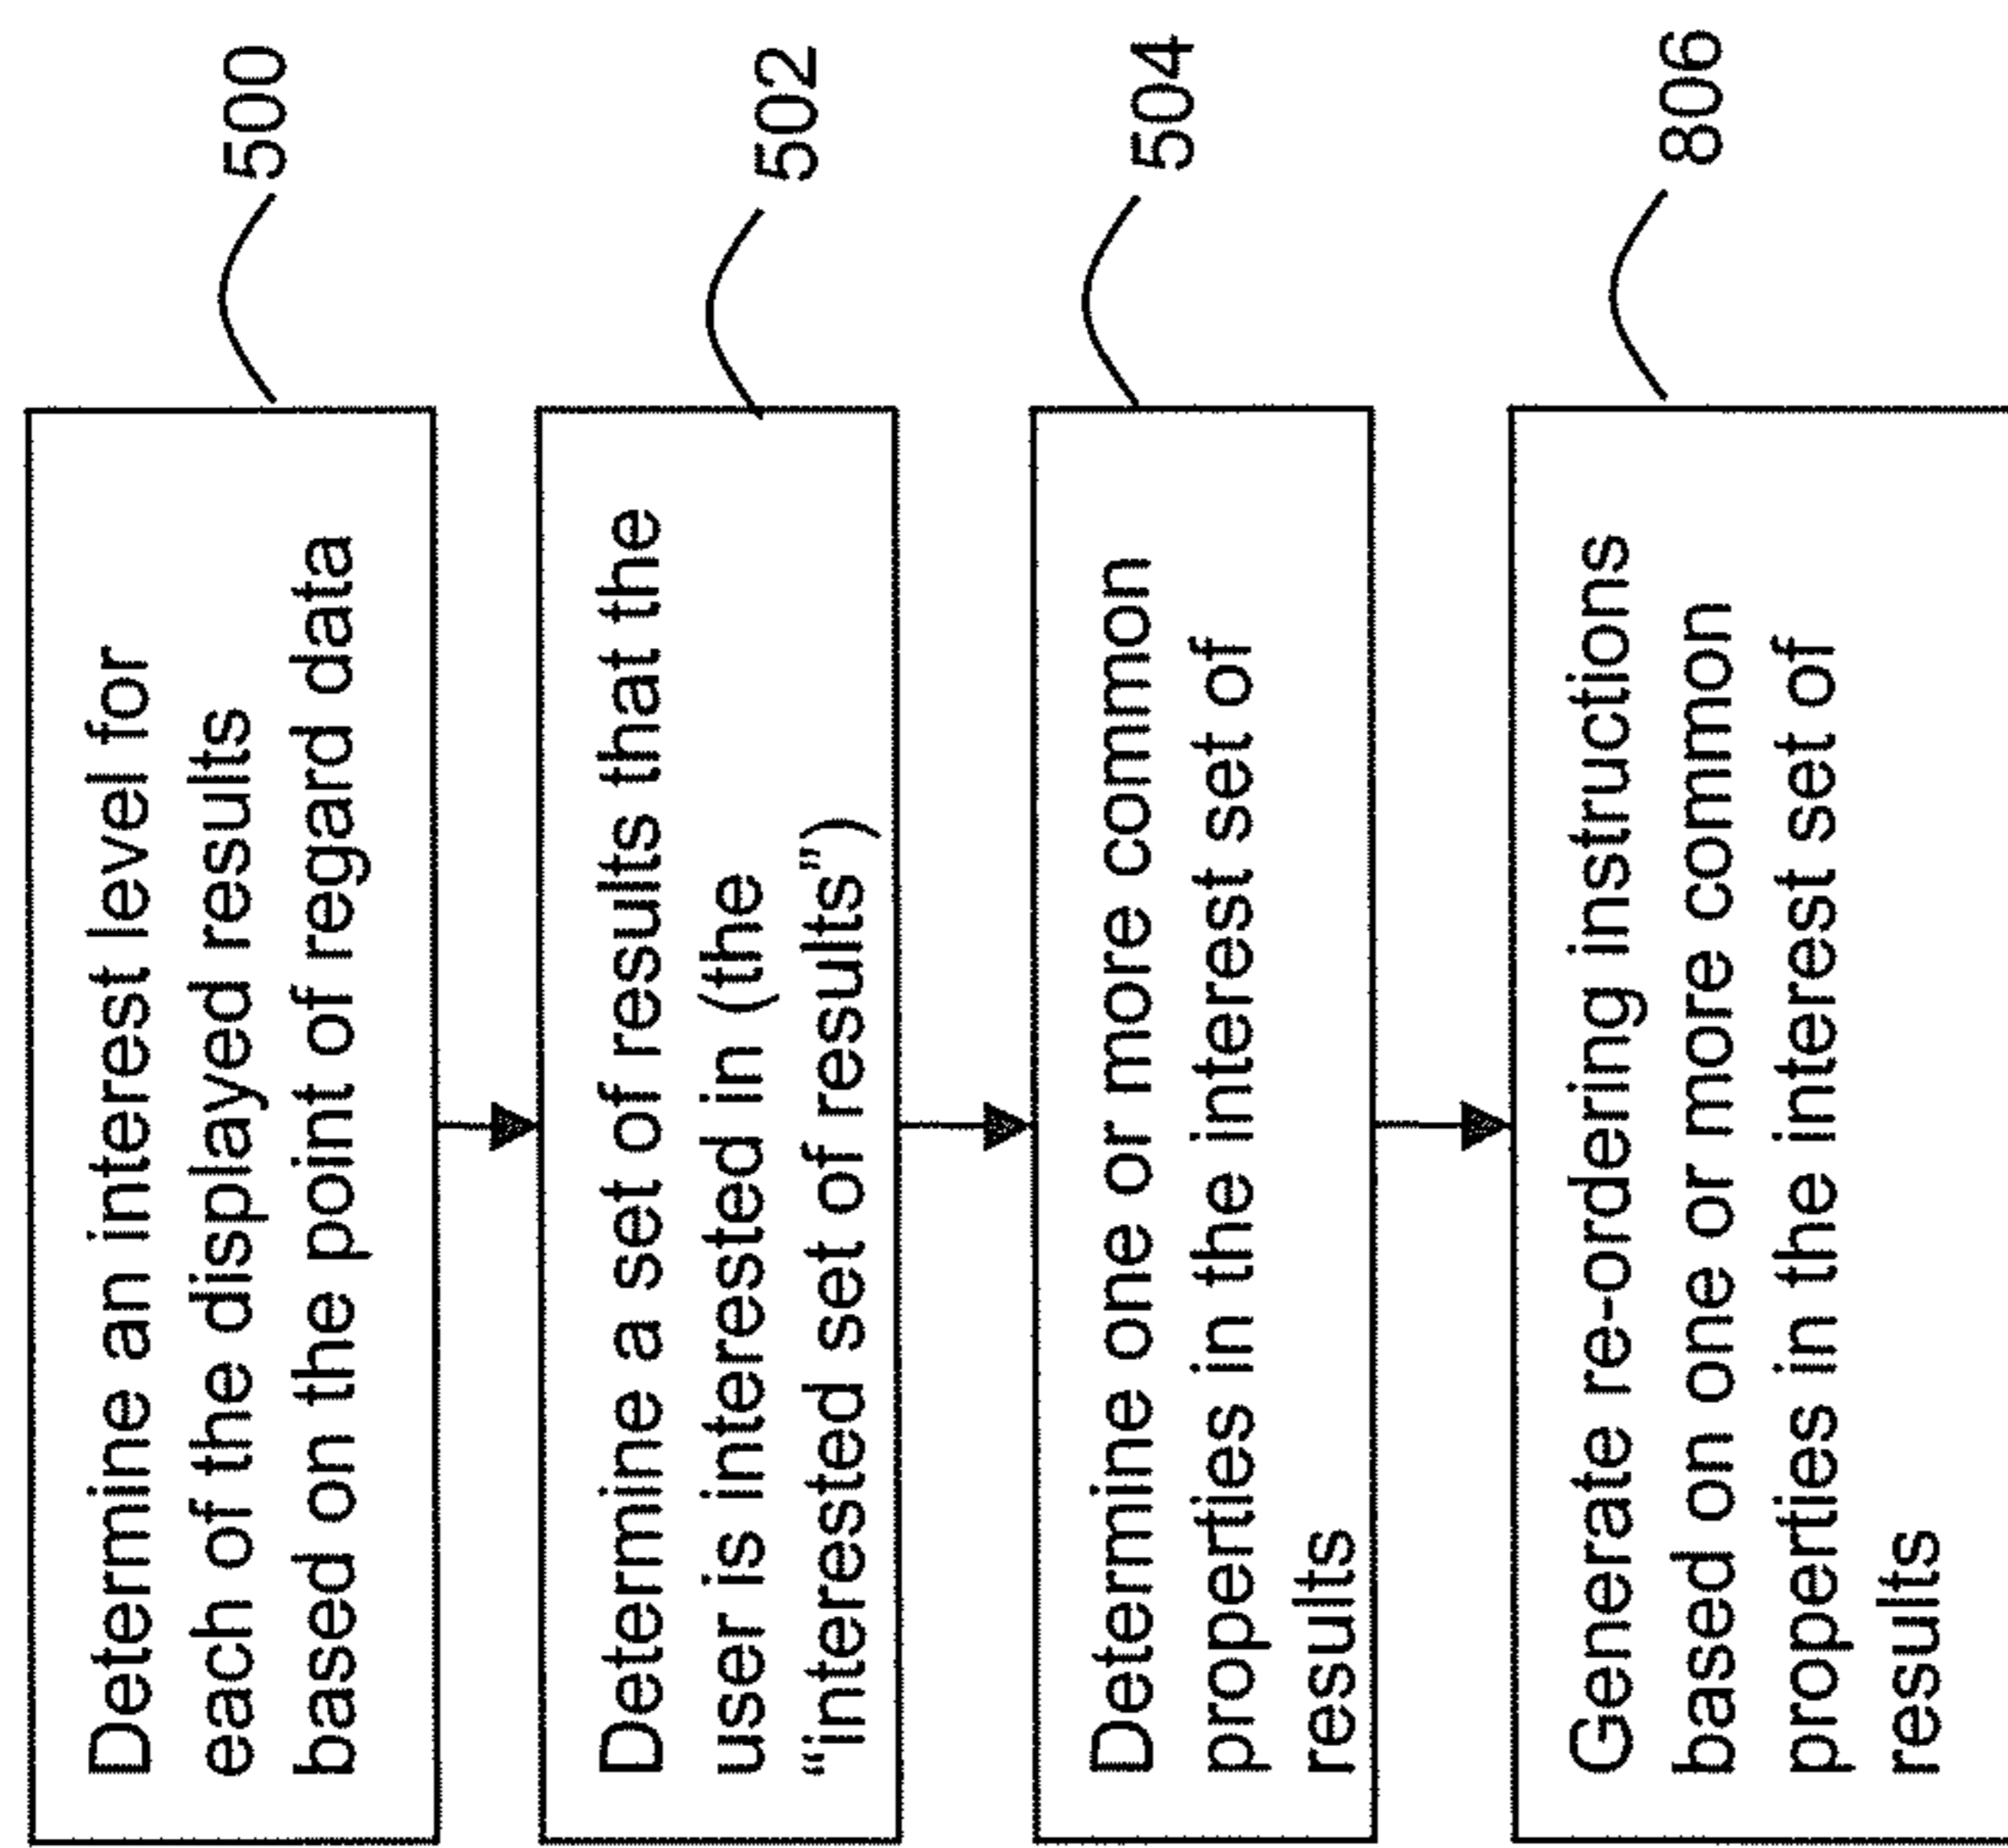 Determine an interest level for
each of the displayed results
based on the point of regard data
500
Determine a set of results that the
user is interested in (the
“interested set of results”)
502
Determine one or more common
properties in the interest set of
results
504
Generate re-ordering instructions
based on one or more common
properties in the interest set of
results
806